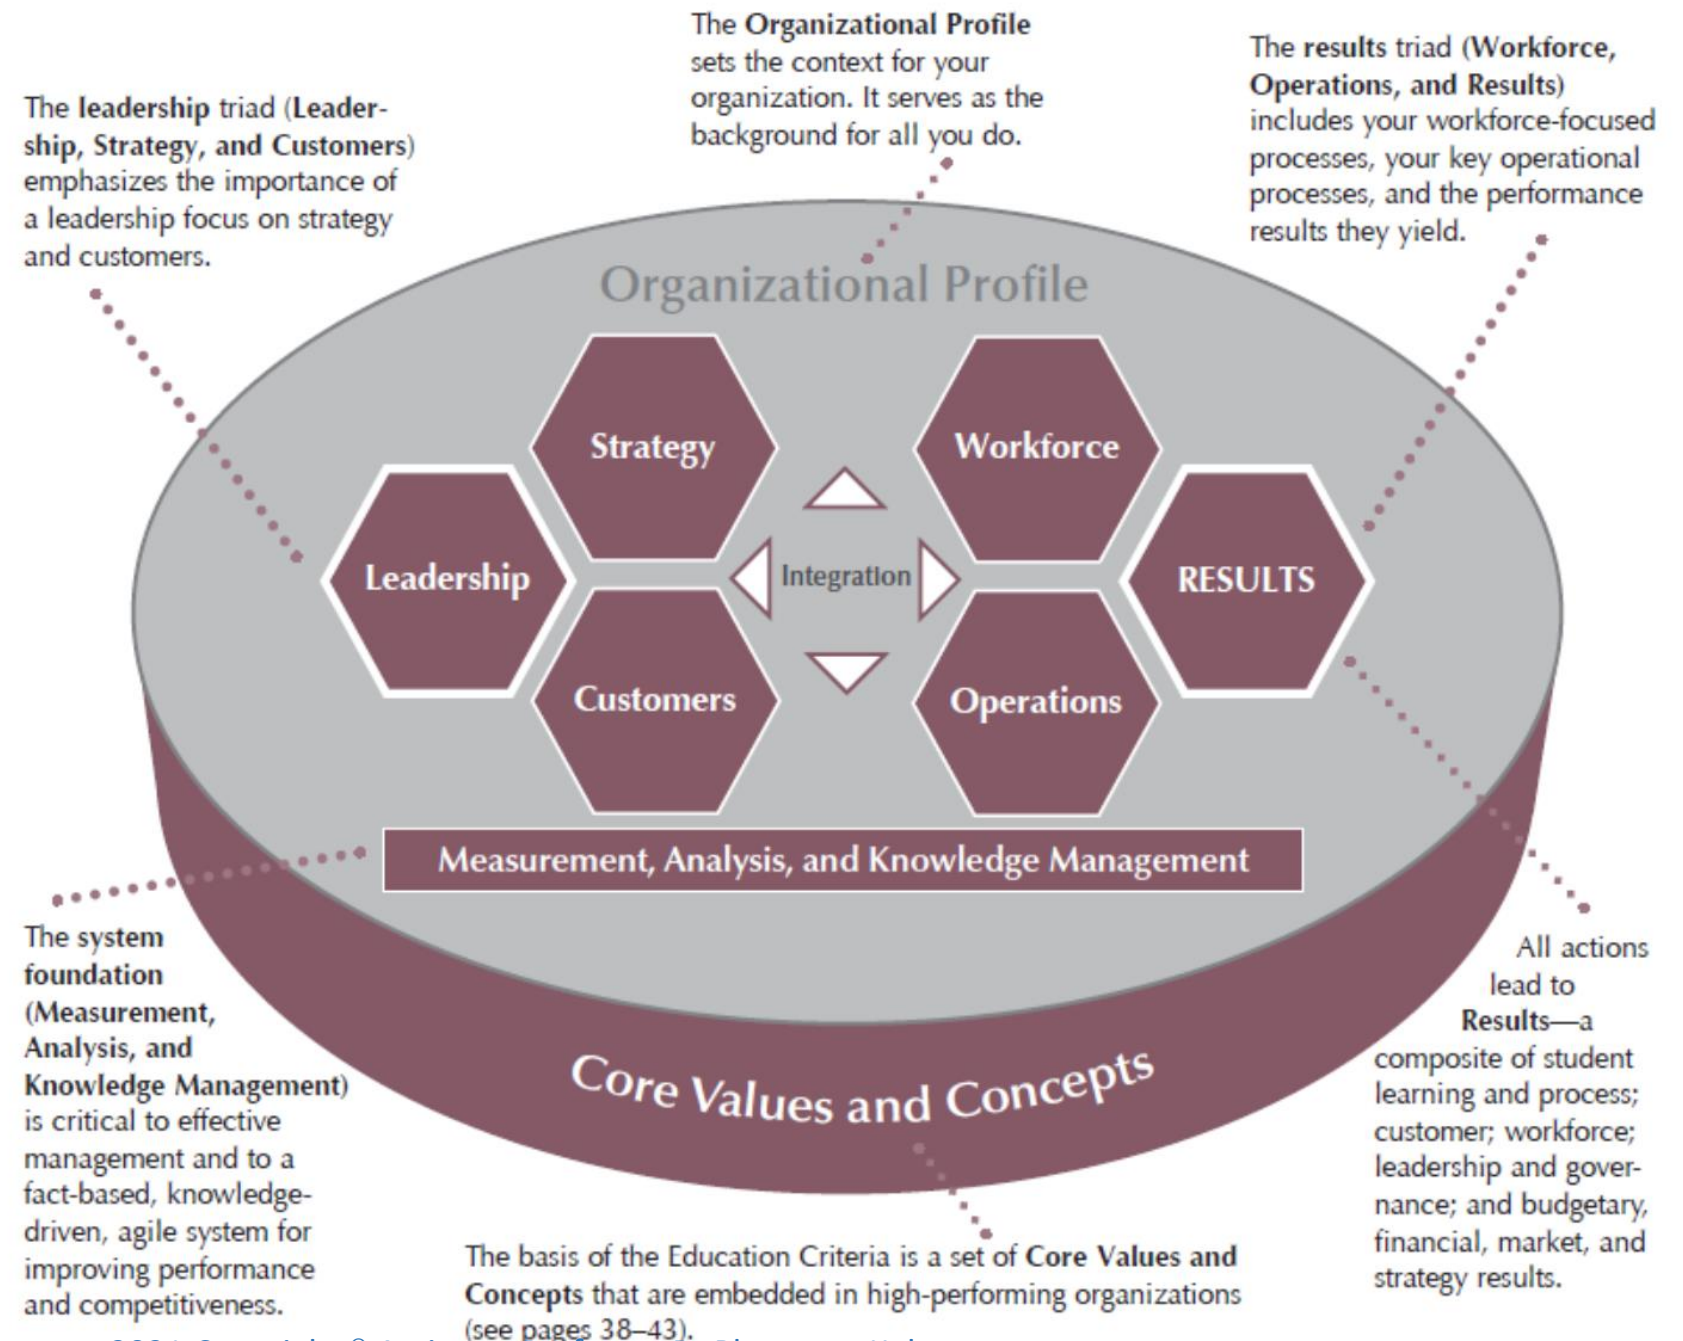 The Organizational Profile
sets the context for your
organization. It serves as the
background for all you do.
The results triad (Workforce,
Operations, and Results)
includes your workforce-focused
processes, your key operational
processes, and the performance
results they yield.
The leadership triad (Leader-
ship, Strategy, and Customers)
emphasizes the importance of
a leadership focus on strategy
and customers.
Organizational Profile
Strategy
Workforce
Leadership
Integration
RESULTS
Customers
Operations
Measurement, Analysis, and Knowledge Management
Core Values and Concepts
The system
foundation
(Measurement,
Analysis, and
Knowledge Management)
is critical to effective
management and to a
fact-based, knowledge-
driven, agile system for
improving performance
and competitiveness.
All actions
lead to
Results—a
composite of student
learning and process;
customer; workforce;
leadership and gover-
nance; and budgetary,
financial, market, and
strategy results.
The basis of the Education Criteria is a set of Core Values and
Concepts that are embedded in high-performing organizations
(see pages 38–43).